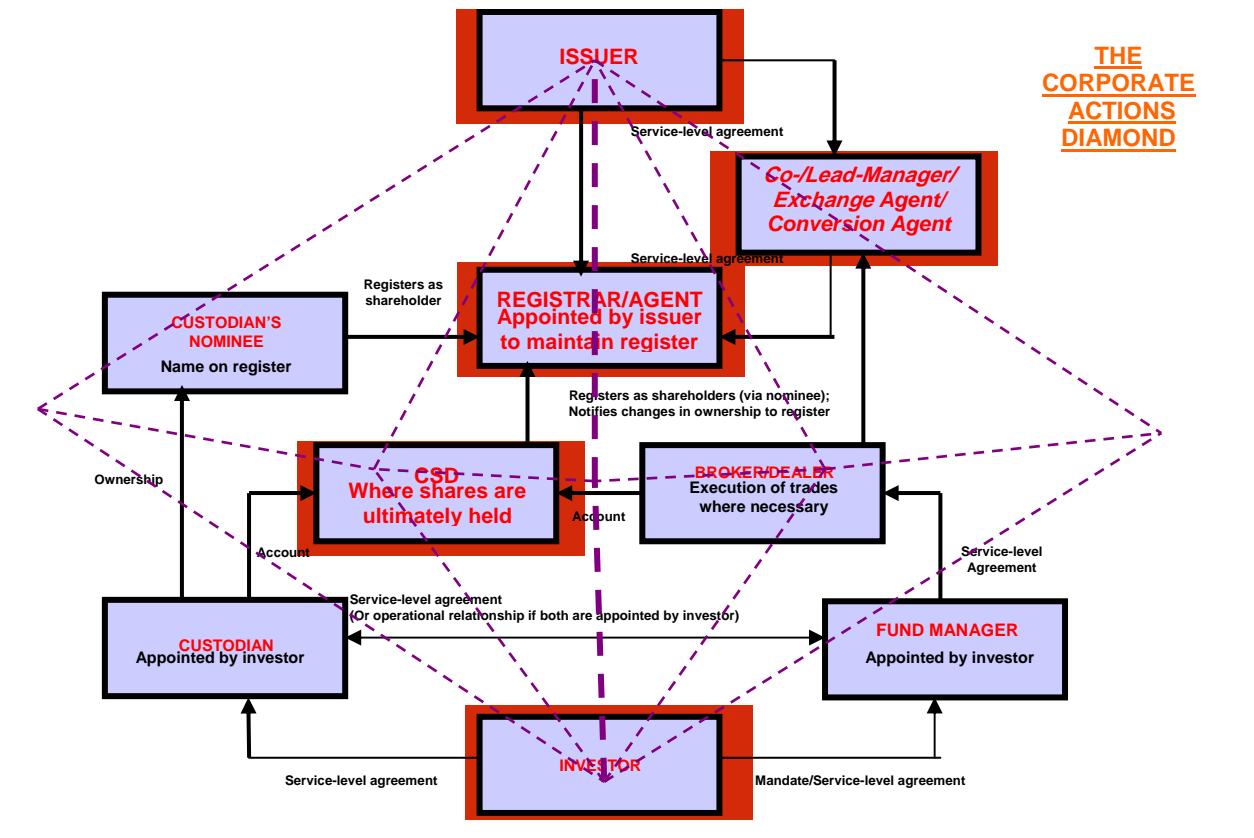 ISSUER
THE
CORPORATE
ACTIONS
DIAMOND
Service-level agreement
Co-/Lead-Manager/
Exchange Agent/
Conversion Agent
Service-level agreement
Registers as
shareholder
REGISTRAR/AGENT
Appointed by issuer
to maintain register
CUSTODIAN'S
NOMINEE
Name on register
Registers as shareholders (via nominee);
Notifies changes in ownership to register
Ownership
CSD
Where shares are
ultimately held
Account
BROKER/DEALER
Execution of trades
where necessary
Account
Service-level
Agreement
Service-level agreement
(Or operational relationship if both are appointed by investor)
CUSTODIAN
Appointed by investor
FUND MANAGER
Appointed by investor
INVESTOR
Service-level agreement
Mandate/Service-level agreement